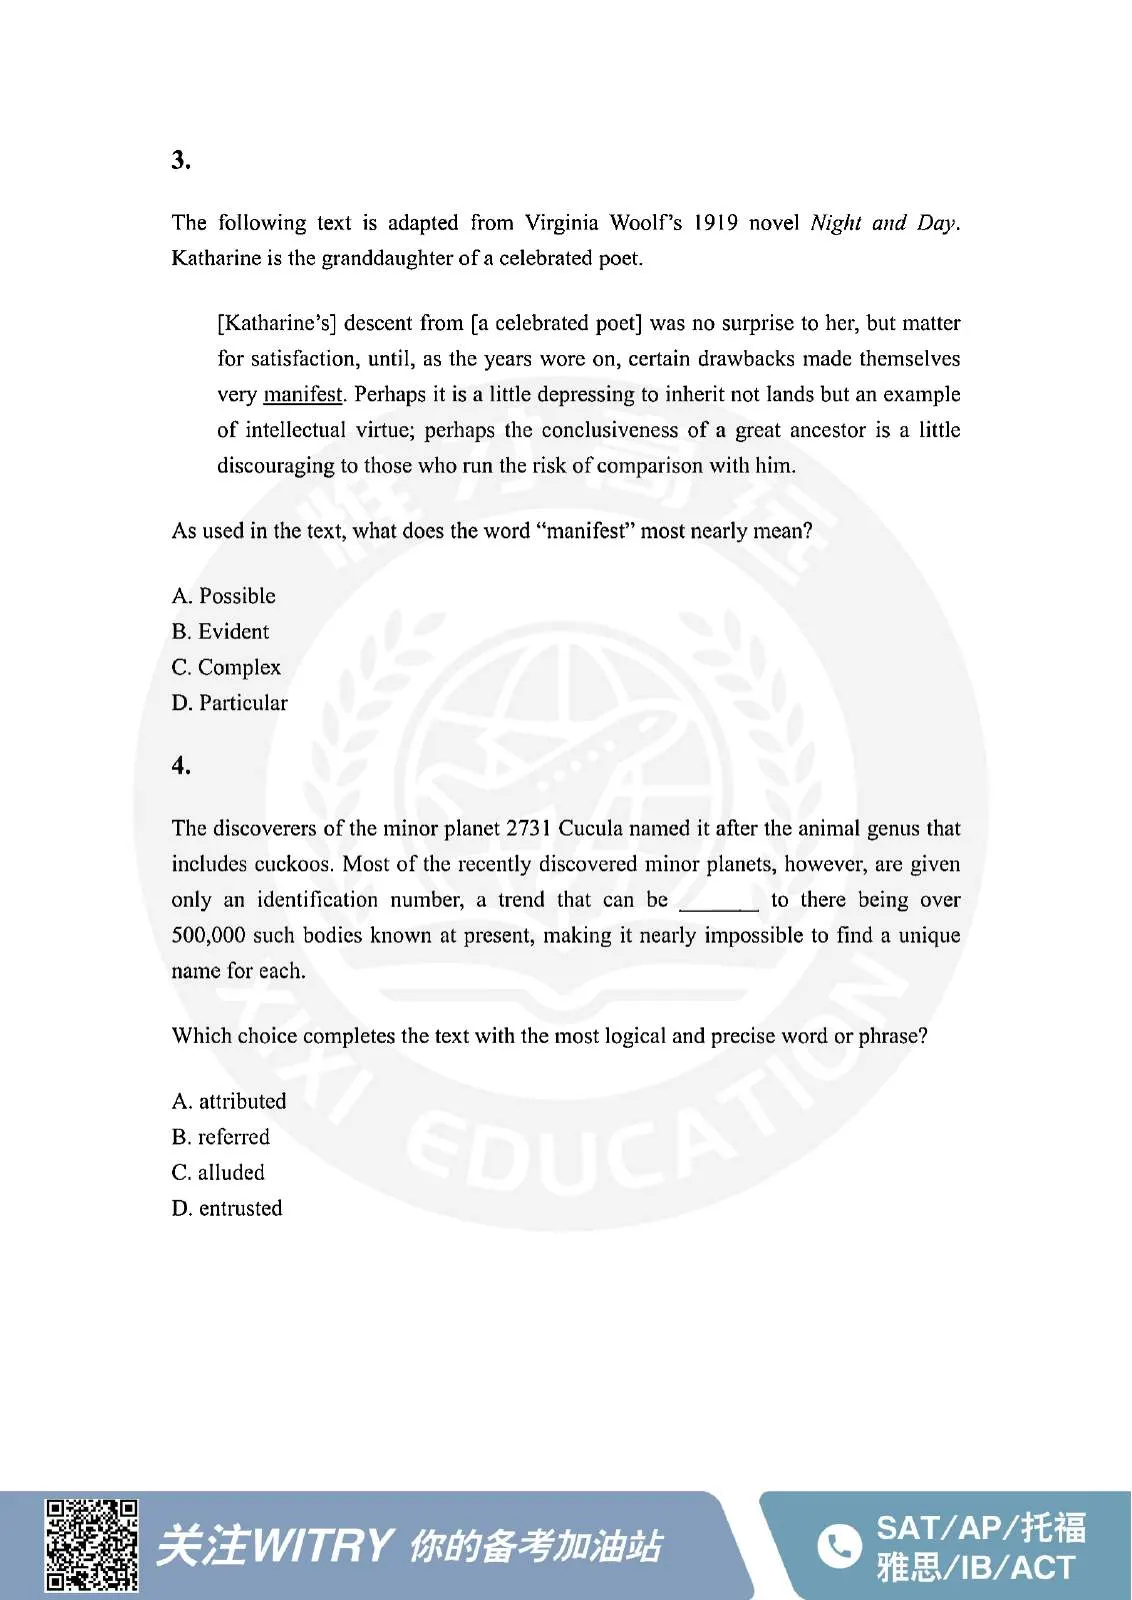 3.
The following text is adapted from Virginia Woolf's 1919 novel Night and Day.
Katharine is the granddaughter of a celebrated poet.
[Katharine's] descent from [a celebrated poet] was no surprise to her, but matter
for satisfaction, until, as the years wore on, certain drawbacks made themselves
very manifest. Perhaps it is a little depressing to inherit not lands but an example
of intellectual virtue; perhaps the conclusiveness of a great ancestor is a little
discouraging to those who run the risk of comparison with him.
As used in the text, what does the word “manifest” most nearly mean?
A. Possible
B. Evident
C. Complex
D. Particular
4.
The discoverers of the minor planet 2731 Cucula named it after the animal genus that
includes cuckoos. Most of the recently discovered minor planets, however, are given
only an identification number, a trend that can be ________ to there being over
500,000 such bodies known at present, making it nearly impossible to find a unique
name for each.
Which choice completes the text with the most logical and precise word or phrase?
A. attributed
B. referred
C. alluded
D. entrusted
XIXI EDUCATION
关注WITRY 你的备考加油站
SAT/AP/托福
雅思/IB/ACT